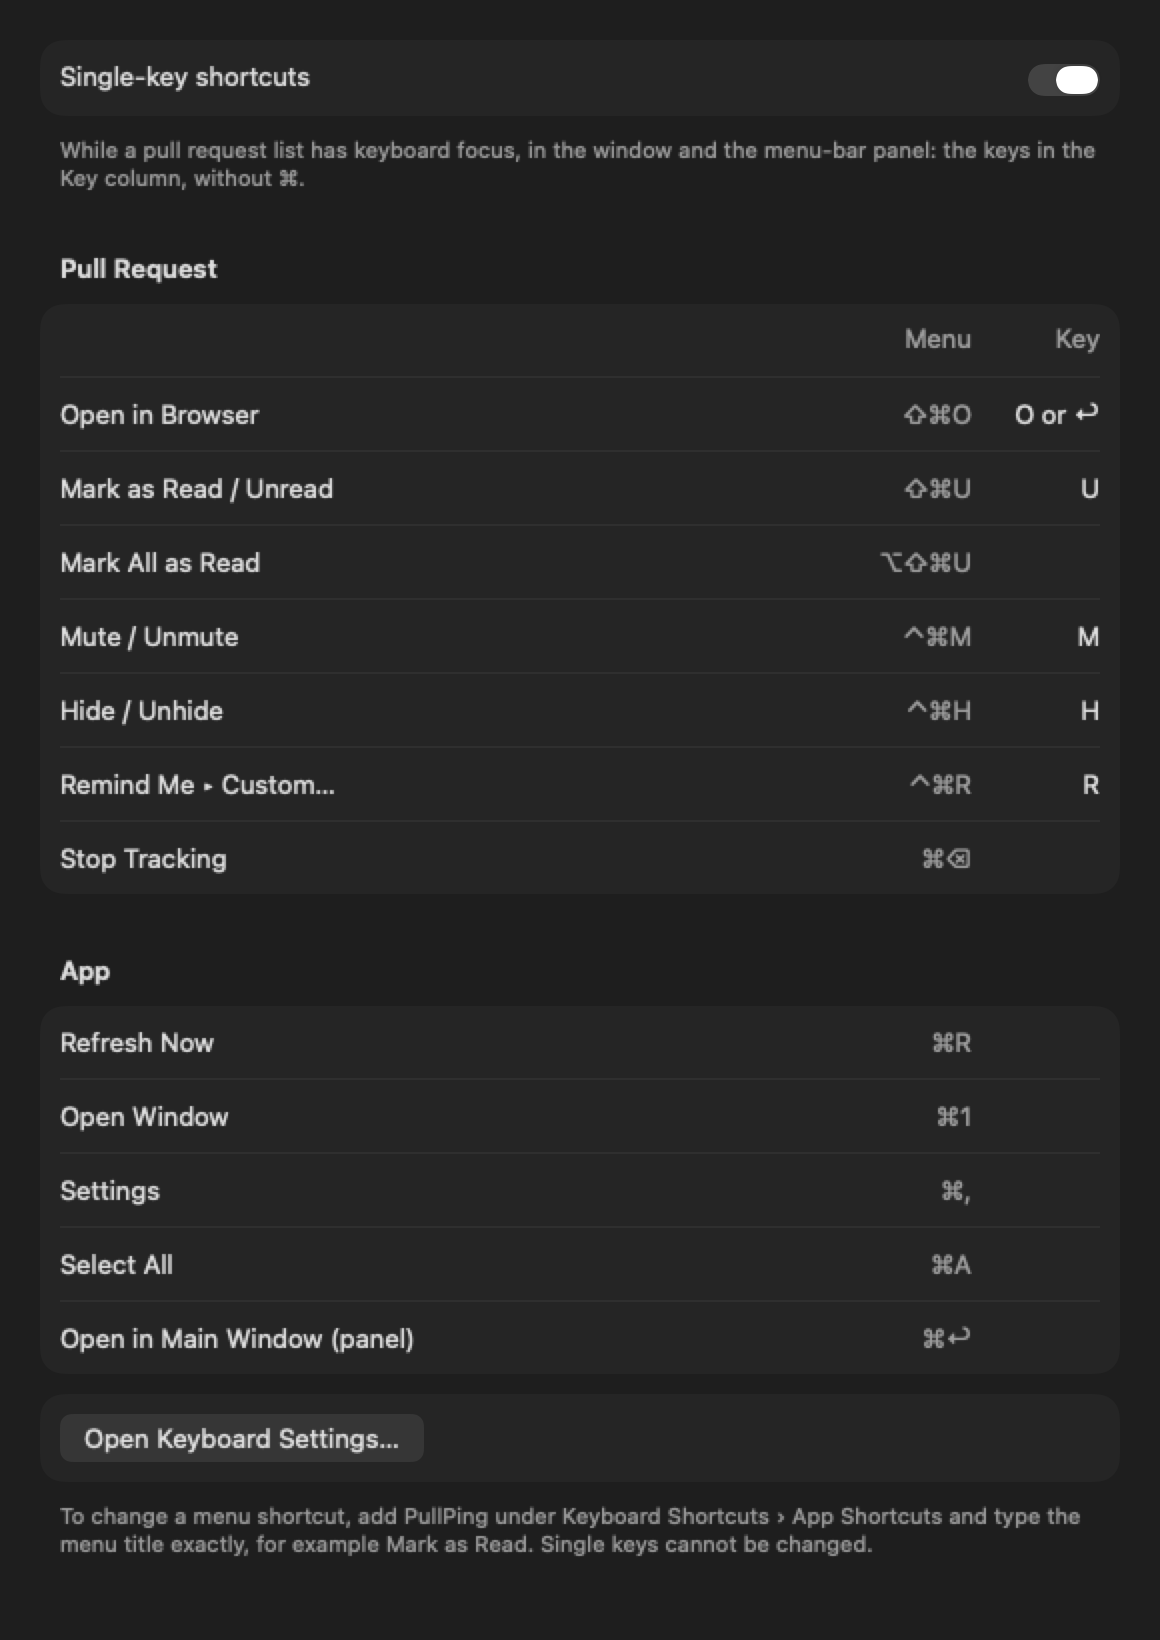 Single-key shortcuts
While a pull request list has keyboard focus, in the window and the menu-bar panel: the keys in the
Key column, without ⌘.
Pull Request
Menu Key
Open in Browser ⇧⌘O O or ↩
Mark as Read / Unread ⇧⌘U U
Mark All as Read ⌥⇧⌘U
Mute / Unmute ^⌘M M
Hide / Unhide ^⌘H H
Remind Me ▸ Custom... ^⌘R R
Stop Tracking ⌘⌫
App
Refresh Now ⌘R
Open Window ⌘1
Settings ⌘,
Select All ⌘A
Open in Main Window (panel) ⌘↩
Open Keyboard Settings...
To change a menu shortcut, add PullPing under Keyboard Shortcuts › App Shortcuts and type the
menu title exactly, for example Mark as Read. Single keys cannot be changed.